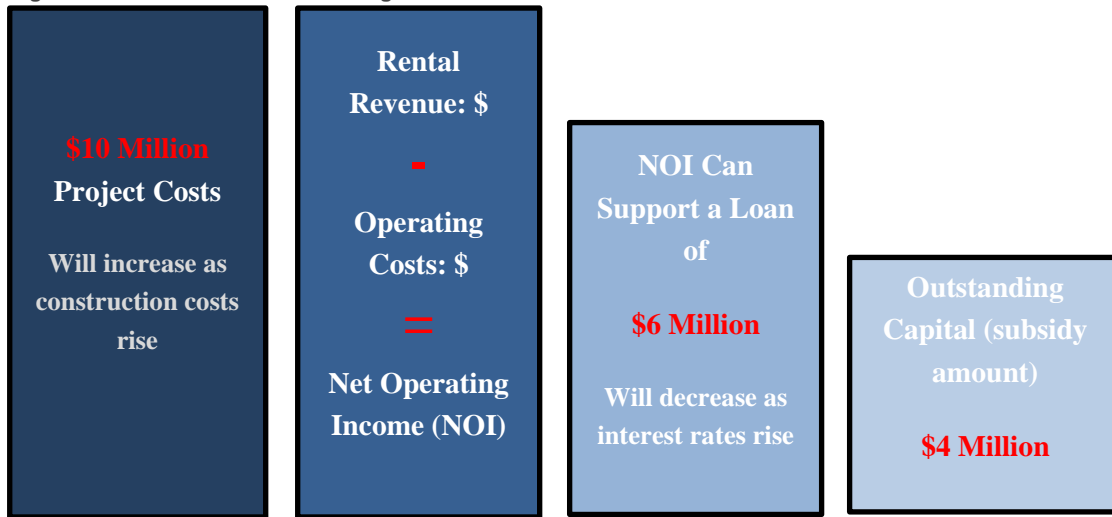 $10 Million
Project Costs
Will increase as
construction costs
rise
Rental
Revenue: $
-
Operating
Costs: $
=
Net Operating
Income (NOI)
NOI Can
Support a Loan
of
$6 Million
Will decrease as
interest rates rise
Outstanding
Capital (subsidy
amount)
$4 Million